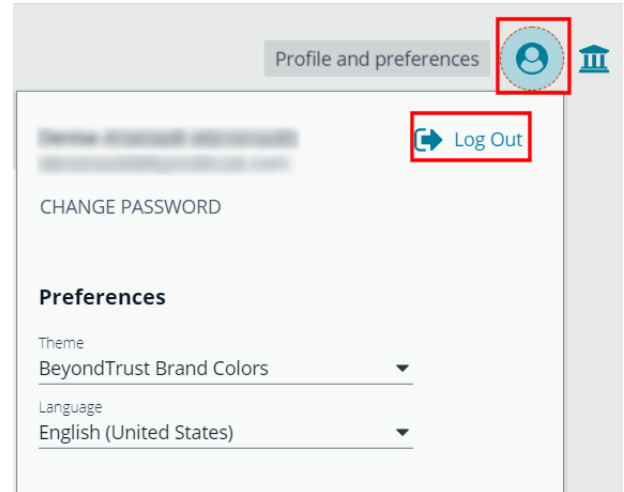 Profile and preferences
Log Out
CHANGE PASSWORD
Preferences
Theme
BeyondTrust Brand Colors
Language
English (United States)